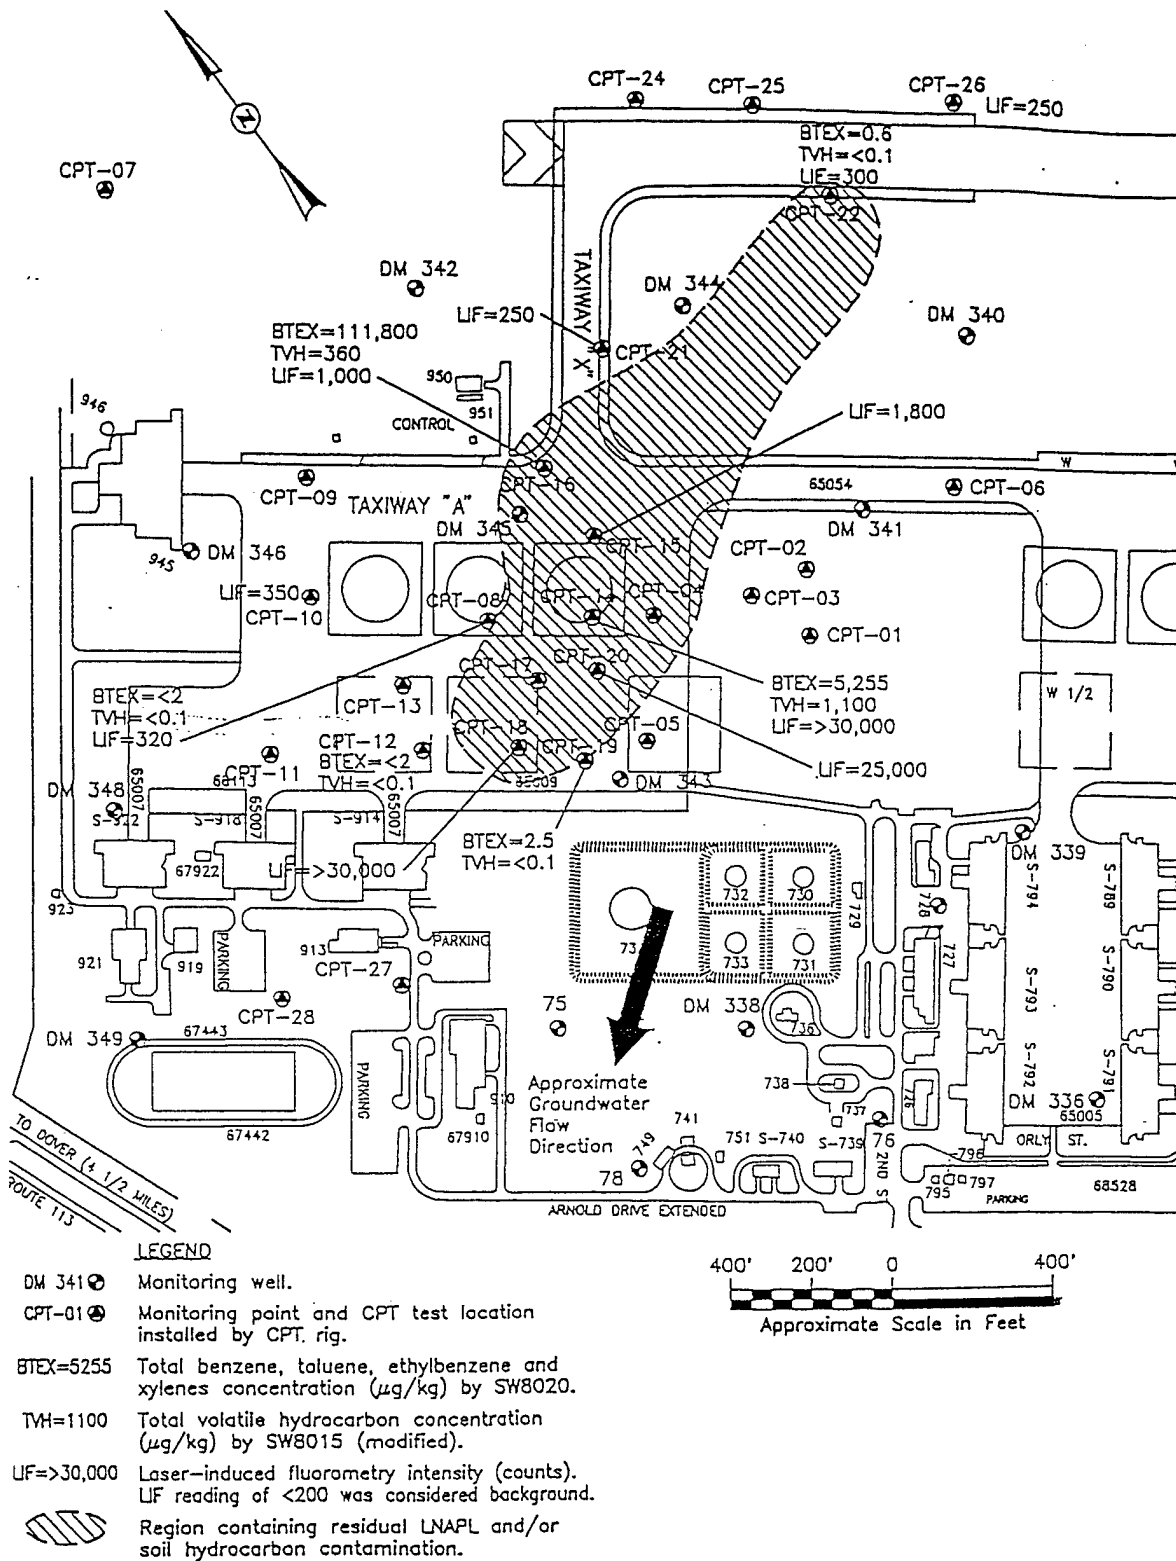 CPT-24
CPT-25
CPT-26
LIF=250
BTEX=0.6
TVH=<0.1
LIF=300
CPT-22
N
CPT-07
DM 342
TAXIWAY "X"
DM 344
DM 340
LIF=250
CPT-21
BTEX=111,800
TVH=360
LIF=1,000
950
951
CONTROL
946
LIF=1,800
CPT-16
W
CPT-09
TAXIWAY "A"
65054
CPT-06
DM 345
DM 341
CPT-15
945
DM 346
CPT-02
LIF=350
CPT-10
CPT-08
CPT-14
CPT-04
CPT-03
CPT-01
CPT-17
CPT-20
BTEX=<2
TVH=<0.1
LIF=320
CPT-13
BTEX=5,255
TVH=1,100
LIF=>30,000
W 1/2
CPT-18
CPT-05
CPT-12
CPT-19
BTEX=<2
TVH=<0.1
CPT-11
LIF=25,000
DM 343
68113
DM 348
65007
65007
65007
S-922
S-918
S-914
BTEX=2.5
TVH=<0.1
67922
LIF=>30,000
DM 339
923
732
730
729
728
S-794
S-789
921
919
PARKING
913
PARKING
733
731
727
CPT-27
CPT-28
75
DM 338
736
S-793
S-790
DM 349
67443
PARKING
Approximate
Groundwater
Flow
Direction
738
737
726
S-792
S-791
DM 336
65005
67442
67910
741
749
751
S-740
S-739
76
2ND
ORLY ST.
TO DOVER (4 1/2 MILES)
ROUTE 113
78
796
795
797
PARKING
68528
ARNOLD DRIVE EXTENDED
LEGEND
DM 341 Monitoring well.
CPT-01 Monitoring point and CPT test location
installed by CPT. rig.
BTEX=5255 Total benzene, toluene, ethylbenzene and
xylenes concentration (µg/kg) by SW8020.
TVH=1100 Total volatile hydrocarbon concentration
(µg/kg) by SW8015 (modified).
LIF=>30,000 Laser-induced fluorometry intensity (counts).
LIF reading of <200 was considered background.
Region containing residual LNAPL and/or
soil hydrocarbon contamination.
400' 200' 0 400'
Approximate Scale in Feet